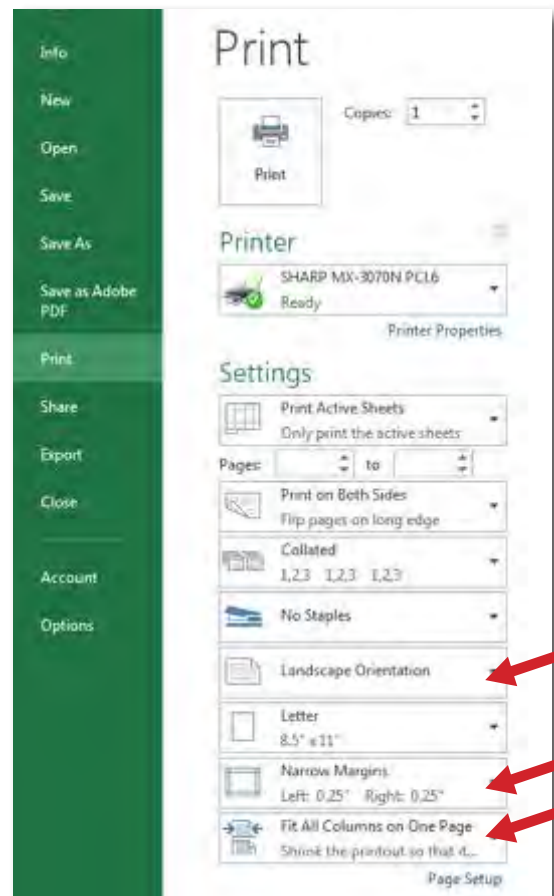 Info
New
Open
Save
Save As
Save as Adobe
PDF
Print
Share
Export
Close
Account
Options
Print
Copies: 1
Print
Printer
SHARP MX-3070N PCL6
Ready
Printer Properties
Settings
Print Active Sheets
Only print the active sheets
Pages: to
Print on Both Sides
Flip pages on long edge
Collated
1,2,3 1,2,3 1,2,3
No Staples
Landscape Orientation
Letter
8.5" x 11"
Narrow Margins
Left: 0.25" Right: 0.25"
Fit All Columns on One Page
Shrink the printout so that it...
Page Setup